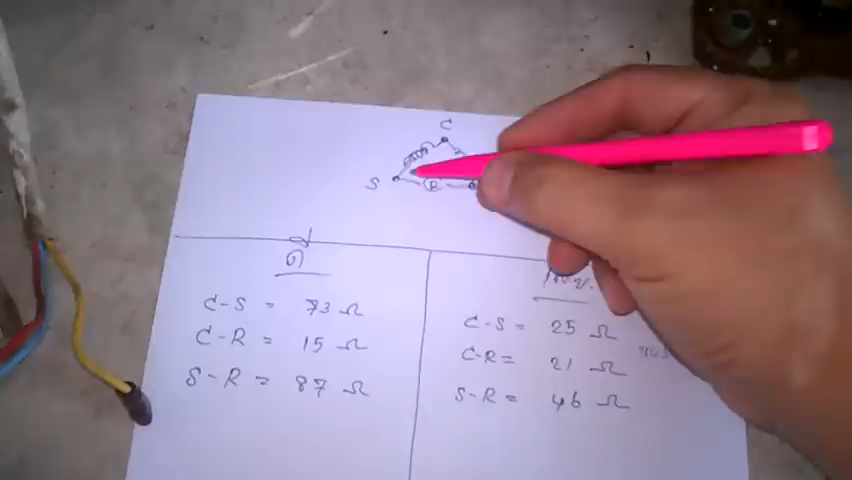 C
S
R
C-S = 73 Ω
C-R = 15 Ω
S-R = 87 Ω
C-S = 25 Ω
C-R = 21 Ω
S-R = 46 Ω